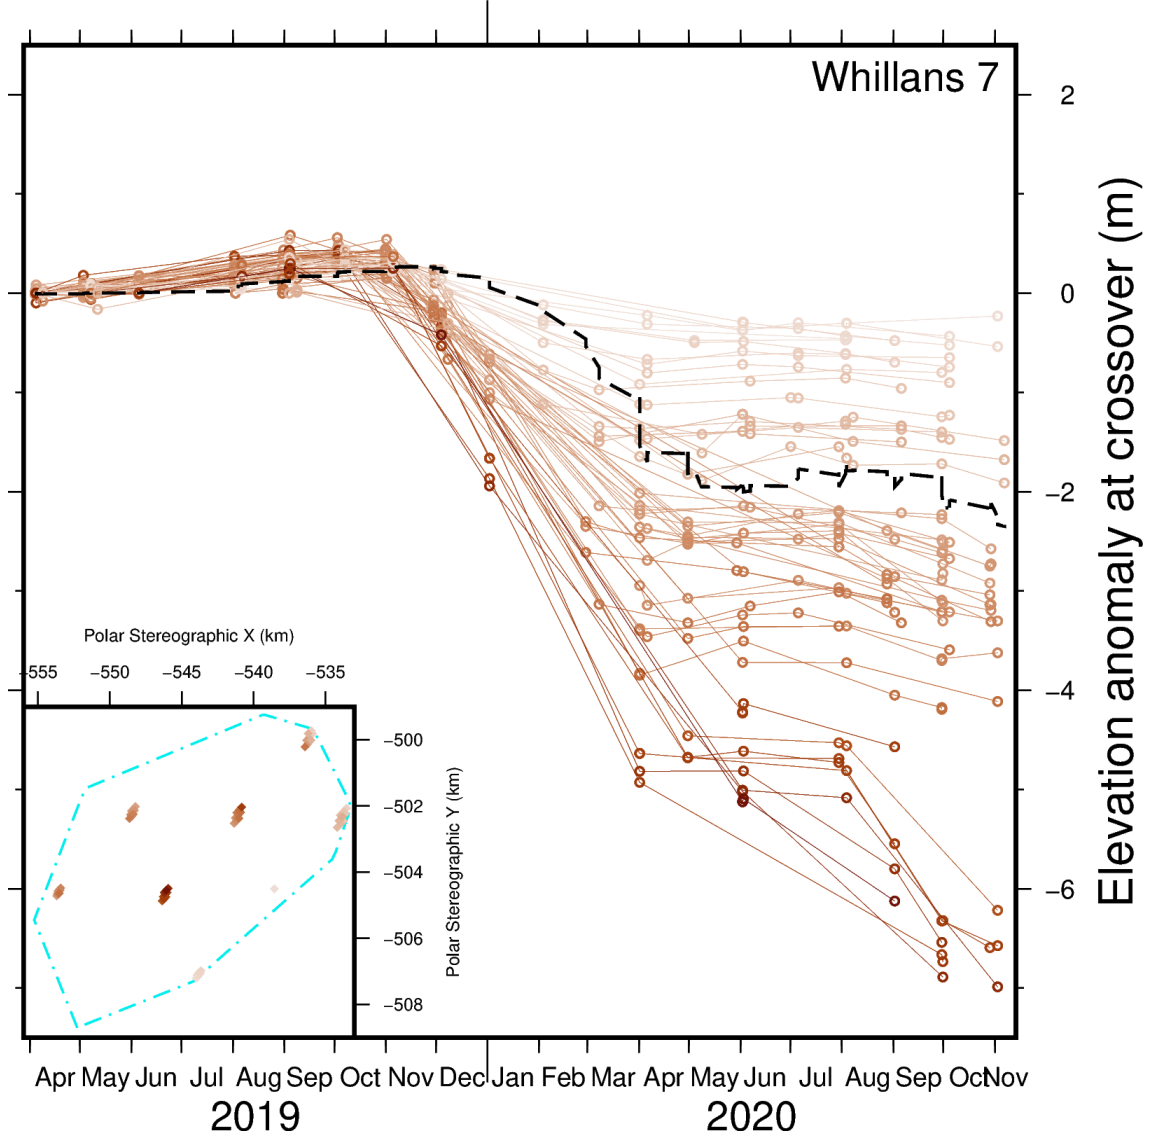 Whillans 7
2
0
−2
−4
−6
Elevation anomaly at crossover (m)
Polar Stereographic X (km)
−555 −550 −545 −540 −535
−500
−502
−504
−506
−508
Polar Stereographic Y (km)
Apr May Jun Jul Aug Sep Oct Nov Dec Jan Feb Mar Apr May Jun Jul Aug Sep Oct Nov
2019 2020